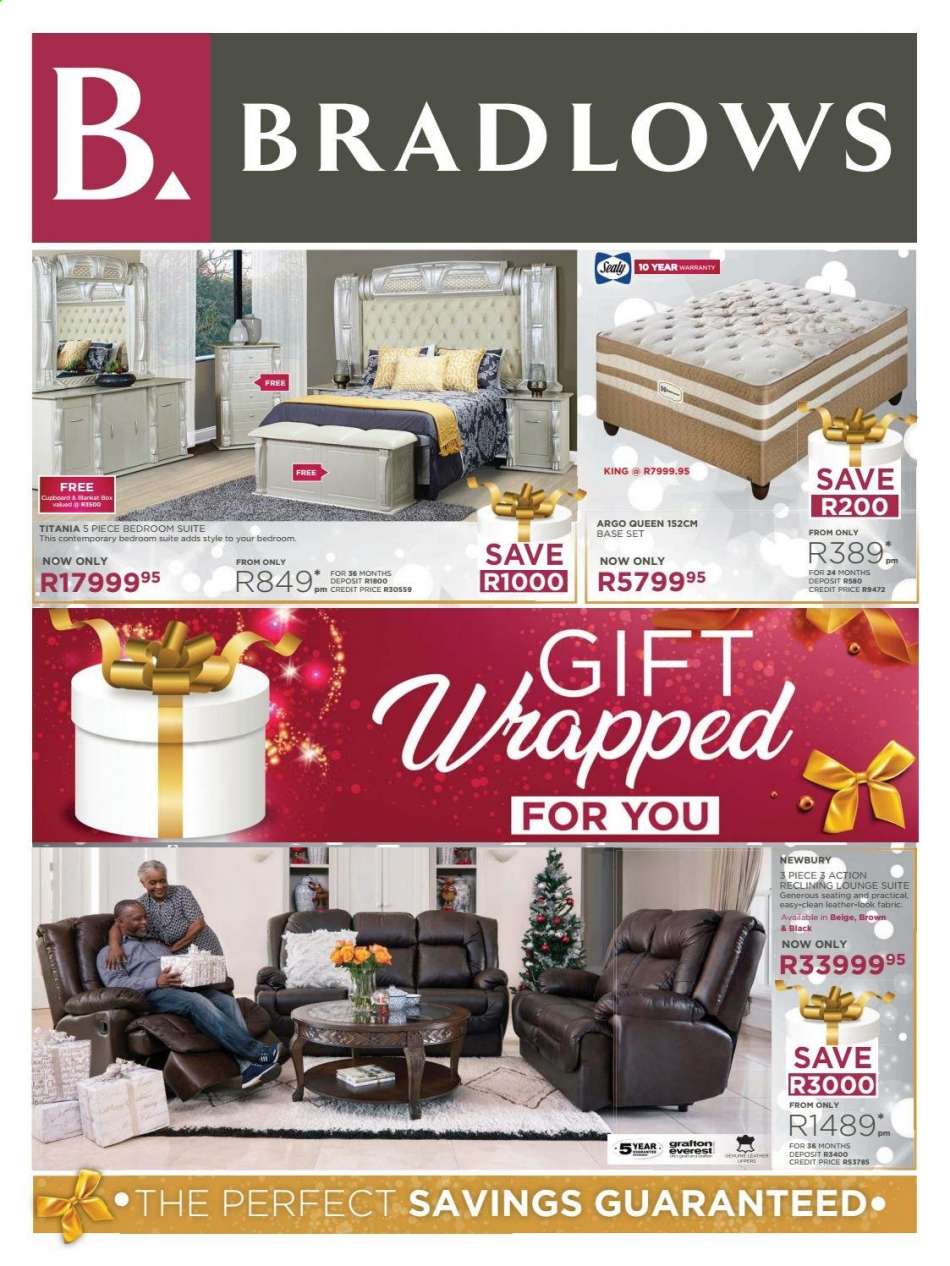 B.
BRADLOWS
FREE
FREE
FREE
Cupboard & Blanket Box
valued @ R3500
TITANIA 5 PIECE BEDROOM SUITE
This contemporary bedroom suite adds style to your bedroom.
NOW ONLY
R17999 95
FROM ONLY
R849* pm
FOR 36 MONTHS
DEPOSIT R1800
CREDIT PRICE R30559
SAVE
R1000
Sealy
10 YEAR WARRANTY
KING @ R7999.95
ARGO QUEEN 152CM
BASE SET
NOW ONLY
R5799 95
SAVE
R200
FROM ONLY
R389* pm
FOR 24 MONTHS
DEPOSIT R580
CREDIT PRICE R9472
GIFT
Wrapped
FOR YOU
NEWBURY
3 PIECE 3 ACTION
RECLINING LOUNGE SUITE
Generous seating and practical,
easy-clean leather-look fabric.
Available in Beige, Brown
& Black
NOW ONLY
R33999 95
SAVE
R3000
FROM ONLY
R1489* pm
FOR 36 MONTHS
DEPOSIT R3400
CREDIT PRICE R53785
5 YEAR
GUARANTEE
grafton
everest
GENUINE LEATHER
UPPERS
•THE PERFECT SAVINGS GUARANTEED•